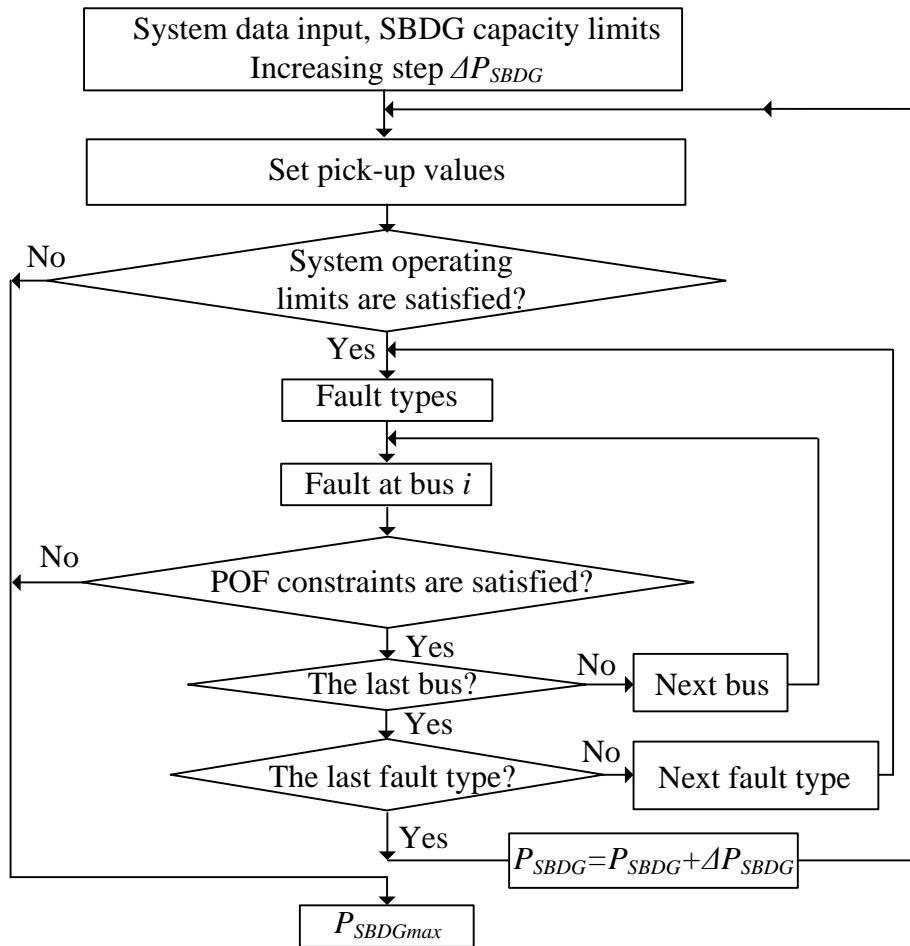 System data input, SBDG capacity limits
Increasing step ΔP_SBDG
Set pick-up values
No
System operating
limits are satisfied?
Yes
Fault types
Fault at bus i
No
POF constraints are satisfied?
Yes
The last bus?
No
Next bus
Yes
The last fault type?
No
Next fault type
Yes
P_SBDG=P_SBDG+ΔP_SBDG
P_SBDGmax